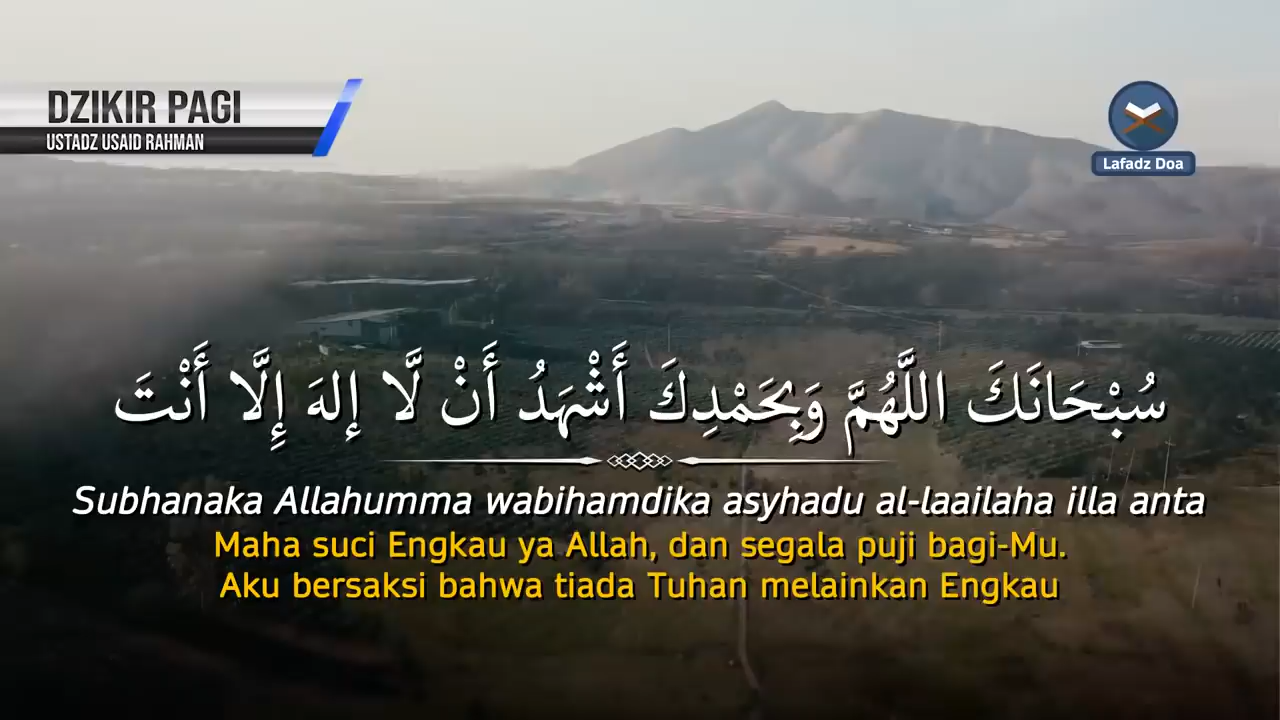 DZIKIR PAGI
USTADZ USAID RAHMAN
Lafadz Doa
سُبْحَانَكَ اللَّهُمَّ وَبِحَمْدِكَ أَشْهَدُ أَنْ لَّا إِلهَ إِلَّا أَنْتَ
Subhanaka Allahumma wabihamdika asyhadu al-laailaha illa anta
Maha suci Engkau ya Allah, dan segala puji bagi-Mu.
Aku bersaksi bahwa tiada Tuhan melainkan Engkau